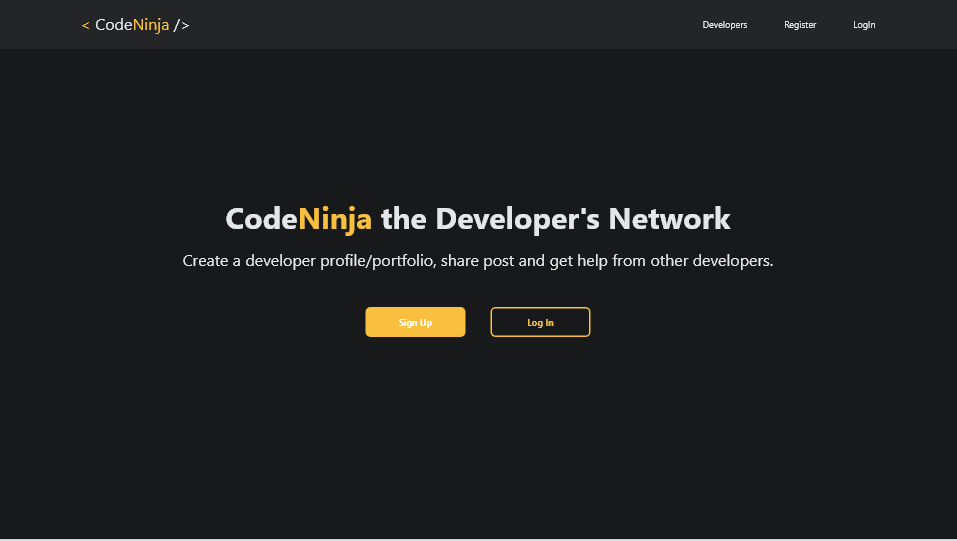 < CodeNinja />
Developers
Register
LogIn
CodeNinja the Developer's Network
Create a developer profile/portfolio, share post and get help from other developers.
Sign Up
Log In